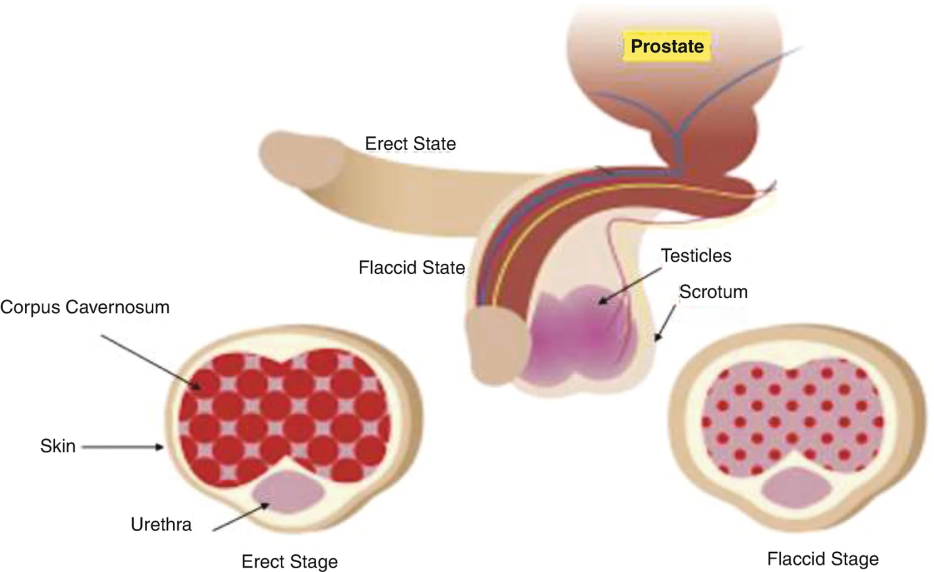 Prostate
Erect State
Flaccid State
Testicles
Scrotum
Corpus Cavernosum
Skin
Urethra
Erect Stage
Flaccid Stage